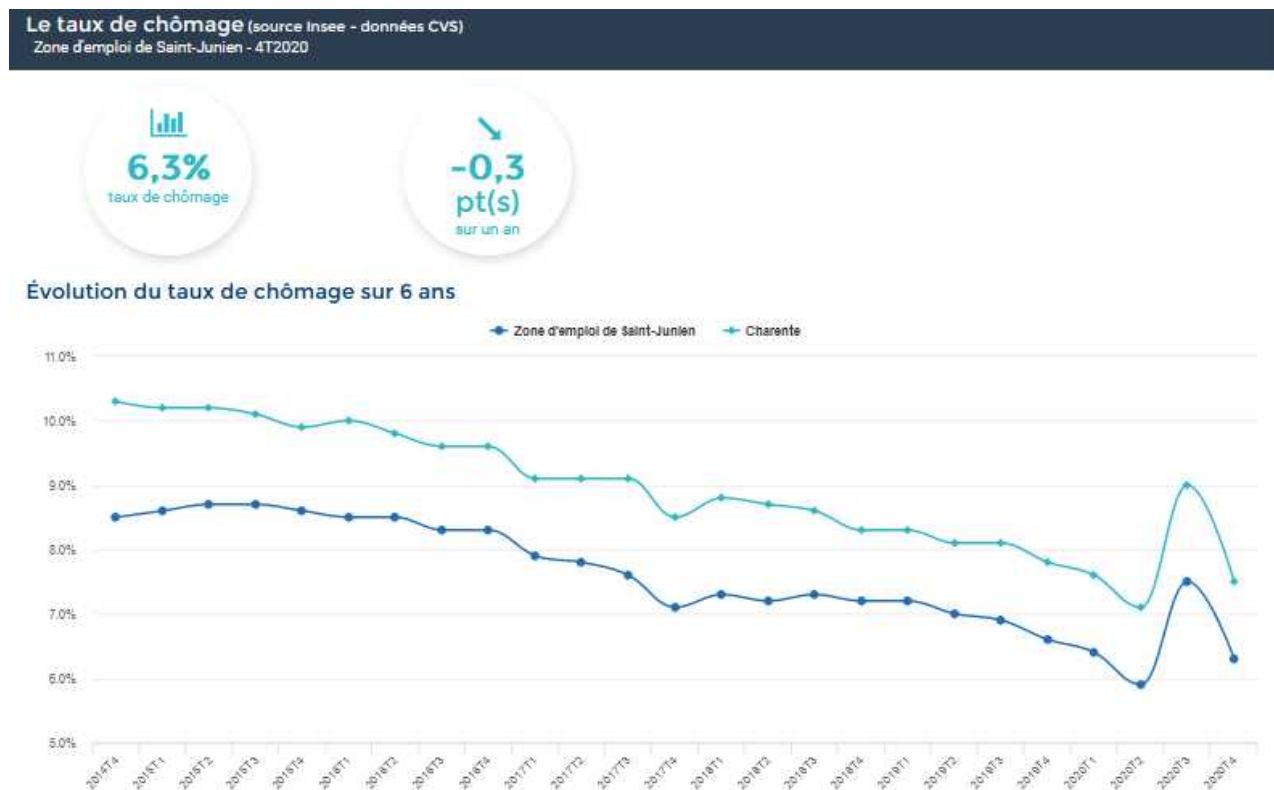 Le taux de chômage (source Insee - données CVS)
Zone d'emploi de Saint-Junien - 4T2020
6,3%
taux de chômage
-0,3
pt(s)
sur un an
Évolution du taux de chômage sur 6 ans
Zone d'emploi de Saint-Junien Charente
11.0%
10.0%
9.0%
8.0%
7.0%
6.0%
5.0%
2014T4 2015T1 2015T2 2015T3 2015T4 2016T1 2016T2 2016T3 2016T4 2017T1 2017T2 2017T3 2017T4 2018T1 2018T2 2018T3 2018T4 2019T1 2019T2 2019T3 2019T4 2020T1 2020T2 2020T3 2020T4